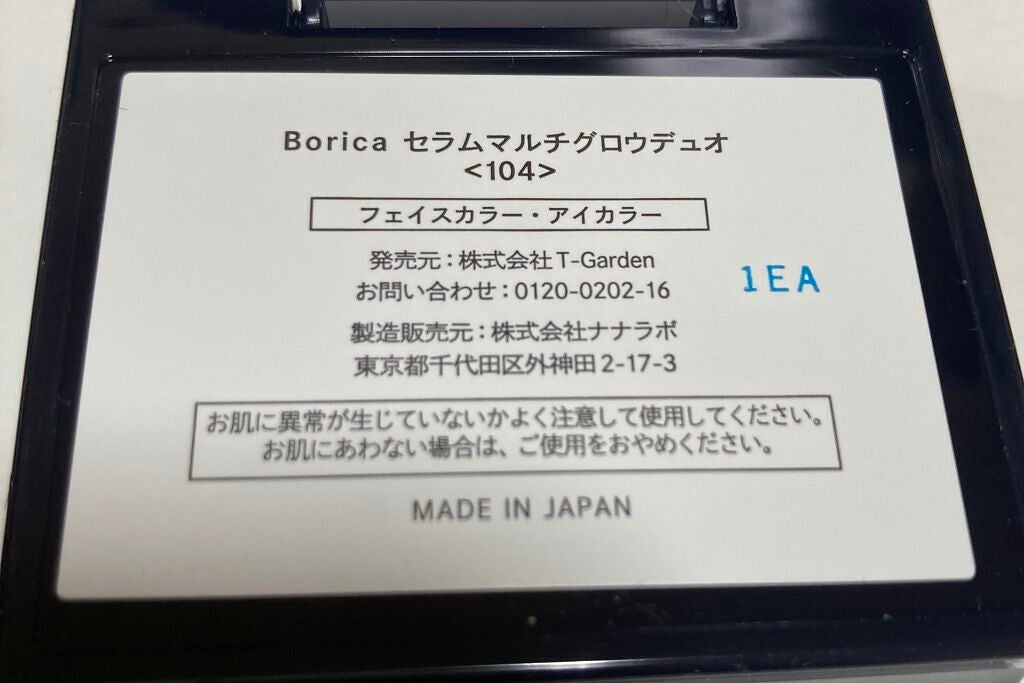 Borica セラムマルチグロウデュオ
<104>
フェイスカラー・アイカラー
発売元：株式会社T-Garden
お問い合わせ：0120-0202-16
1EA
製造販売元：株式会社ナナラボ
東京都千代田区外神田2-17-3
お肌に異常が生じていないかよく注意して使用してください。
お肌にあわない場合は、ご使用をおやめください。
MADE IN JAPAN